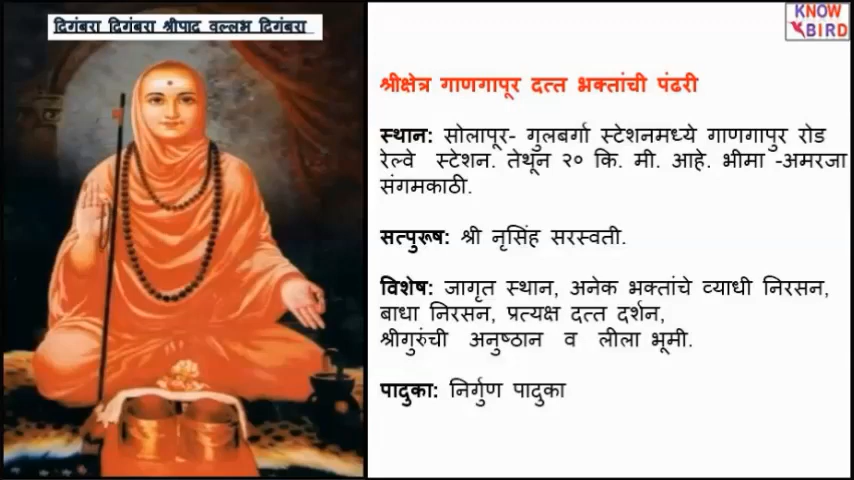 दिगंबरा दिगंबरा श्रीपाद वल्लभ दिगंबरा
KNOW
BIRD
श्रीक्षेत्र गाणगापूर दत्त भक्तांची पंढरी
स्थान: सोलापूर- गुलबर्गा स्टेशनमध्ये गाणगापुर रोड
रेल्वे स्टेशन. तेथून २० कि. मी. आहे. भीमा -अमरजा
संगमकाठी.
सत्पुरूष: श्री नृसिंह सरस्वती.
विशेष: जागृत स्थान, अनेक भक्तांचे व्याधी निरसन,
बाधा निरसन, प्रत्यक्ष दत्त दर्शन,
श्रीगुरुंची अनुष्ठान व लीला भूमी.
पादुका: निर्गुण पादुका